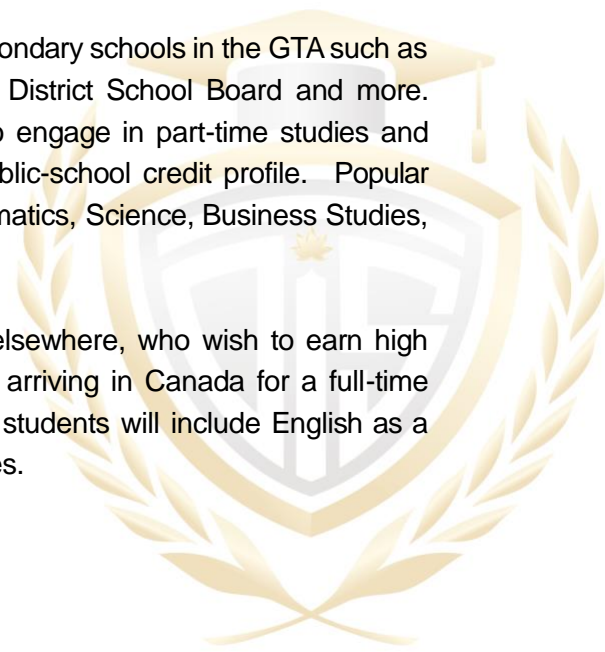 ondary schools in the GTA such as
District School Board and more.
o engage in part-time studies and
blic-school credit profile. Popular
matics, Science, Business Studies,
elsewhere, who wish to earn high
arriving in Canada for a full-time
students will include English as a
es.